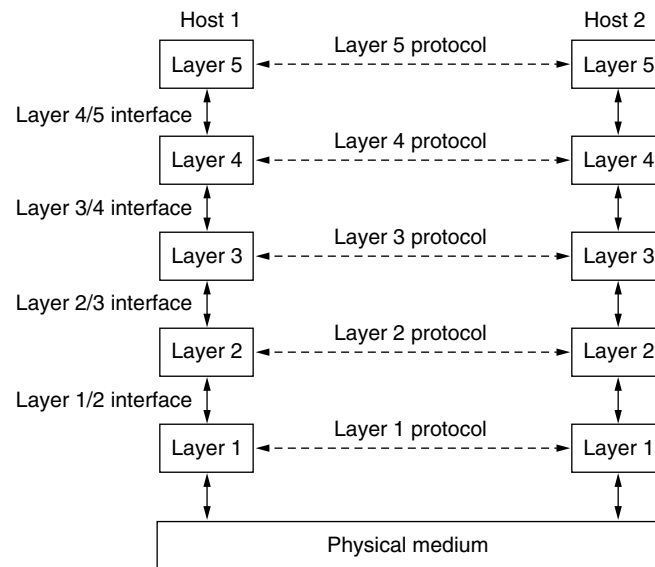 Host 1
Host 2
Layer 5 protocol
Layer 5
Layer 5
Layer 4/5 interface
Layer 4 protocol
Layer 4
Layer 4
Layer 3/4 interface
Layer 3 protocol
Layer 3
Layer 3
Layer 2/3 interface
Layer 2 protocol
Layer 2
Layer 2
Layer 1/2 interface
Layer 1 protocol
Layer 1
Layer 1
Physical medium